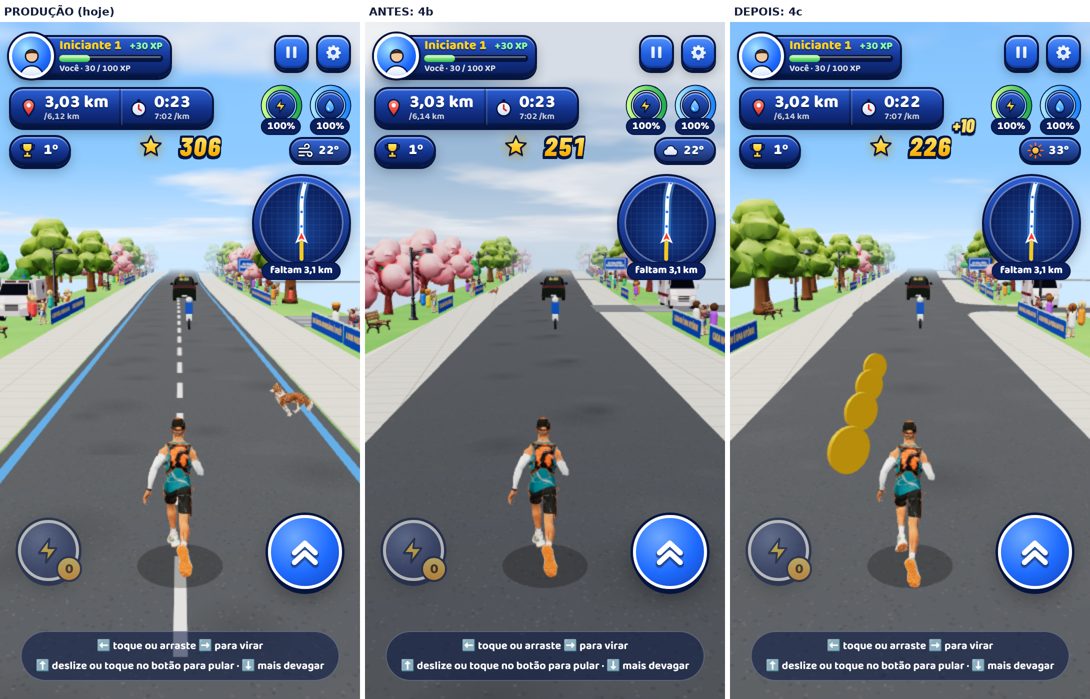 PRODUÇÃO (hoje)
Iniciante 1 +30 XP
Você · 30 / 100 XP
3,03 km
/6,12 km
0:23
7:02 /km
100%
100%
1º
306
22°
faltam 3,1 km
0
⬅ toque ou arraste ➡ para virar
⬆ deslize ou toque no botão para pular · ⬇ mais devagar
ANTES: 4b
Iniciante 1 +30 XP
Você · 30 / 100 XP
3,03 km
/6,14 km
0:23
7:02 /km
100%
100%
1º
251
22°
faltam 3,1 km
0
⬅ toque ou arraste ➡ para virar
⬆ deslize ou toque no botão para pular · ⬇ mais devagar
DEPOIS: 4c
Iniciante 1 +30 XP
Você · 30 / 100 XP
3,02 km
/6,14 km
0:22
7:07 /km
100%
100%
+10
1º
226
33°
faltam 3,1 km
0
⬅ toque ou arraste ➡ para virar
⬆ deslize ou toque no botão para pular · ⬇ mais devagar